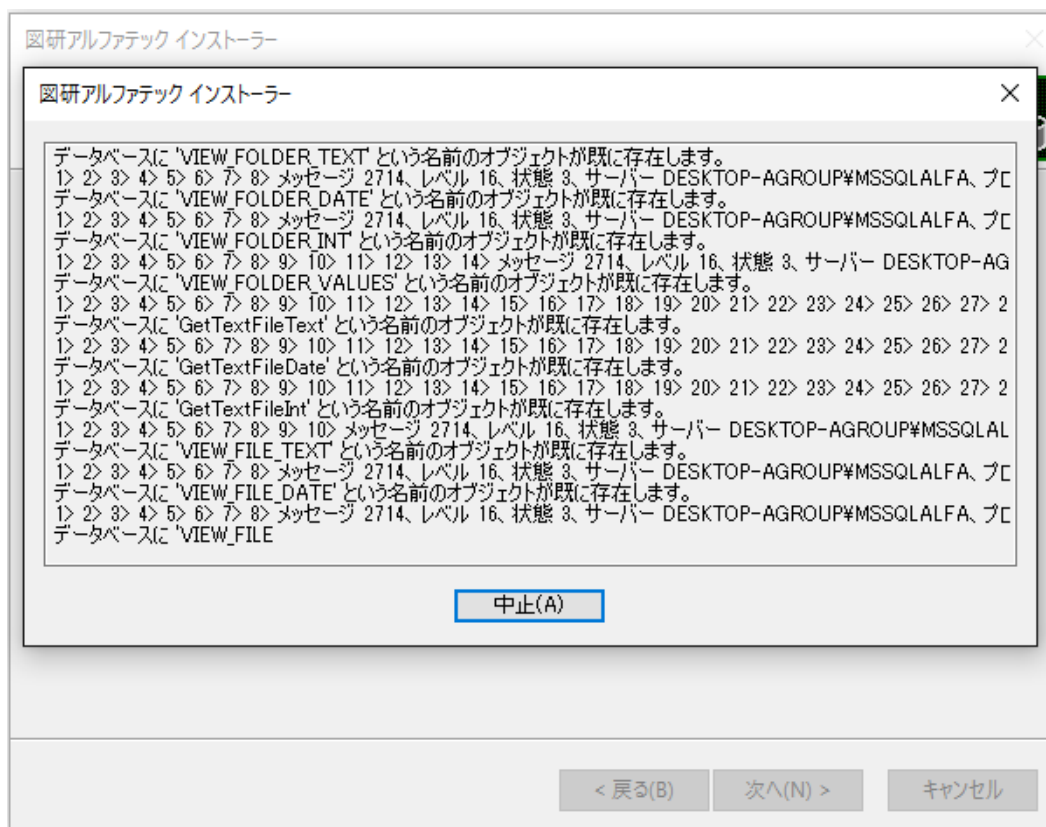 図研アルファテック インストーラー
図研アルファテック インストーラー
データベースに 'VIEW_FOLDER_TEXT' という名前のオブジェクトが既に存在します。
1> 2> 3> 4> 5> 6> 7> 8> メッセージ 2714、レベル 16、状態 3、サーバー DESKTOP-AGROUP¥MSSQLALFA、プロ
データベースに 'VIEW_FOLDER_DATE' という名前のオブジェクトが既に存在します。
1> 2> 3> 4> 5> 6> 7> 8> メッセージ 2714、レベル 16、状態 3、サーバー DESKTOP-AGROUP¥MSSQLALFA、プロ
データベースに 'VIEW_FOLDER_INT' という名前のオブジェクトが既に存在します。
1> 2> 3> 4> 5> 6> 7> 8> 9> 10> 11> 12> 13> 14> メッセージ 2714、レベル 16、状態 3、サーバー DESKTOP-AG
データベースに 'VIEW_FOLDER_VALUES' という名前のオブジェクトが既に存在します。
1> 2> 3> 4> 5> 6> 7> 8> 9> 10> 11> 12> 13> 14> 15> 16> 17> 18> 19> 20> 21> 22> 23> 24> 25> 26> 27> 2
データベースに 'GetTextFileText' という名前のオブジェクトが既に存在します。
1> 2> 3> 4> 5> 6> 7> 8> 9> 10> 11> 12> 13> 14> 15> 16> 17> 18> 19> 20> 21> 22> 23> 24> 25> 26> 27> 2
データベースに 'GetTextFileDate' という名前のオブジェクトが既に存在します。
1> 2> 3> 4> 5> 6> 7> 8> 9> 10> 11> 12> 13> 14> 15> 16> 17> 18> 19> 20> 21> 22> 23> 24> 25> 26> 27> 2
データベースに 'GetTextFileInt' という名前のオブジェクトが既に存在します。
1> 2> 3> 4> 5> 6> 7> 8> 9> 10> メッセージ 2714、レベル 16、状態 3、サーバー DESKTOP-AGROUP¥MSSQLAL
データベースに 'VIEW_FILE_TEXT' という名前のオブジェクトが既に存在します。
1> 2> 3> 4> 5> 6> 7> 8> メッセージ 2714、レベル 16、状態 3、サーバー DESKTOP-AGROUP¥MSSQLALFA、プロ
データベースに 'VIEW_FILE_DATE' という名前のオブジェクトが既に存在します。
1> 2> 3> 4> 5> 6> 7> 8> メッセージ 2714、レベル 16、状態 3、サーバー DESKTOP-AGROUP¥MSSQLALFA、プロ
データベースに 'VIEW_FILE
中止(A)
< 戻る(B)
次へ(N) >
キャンセル